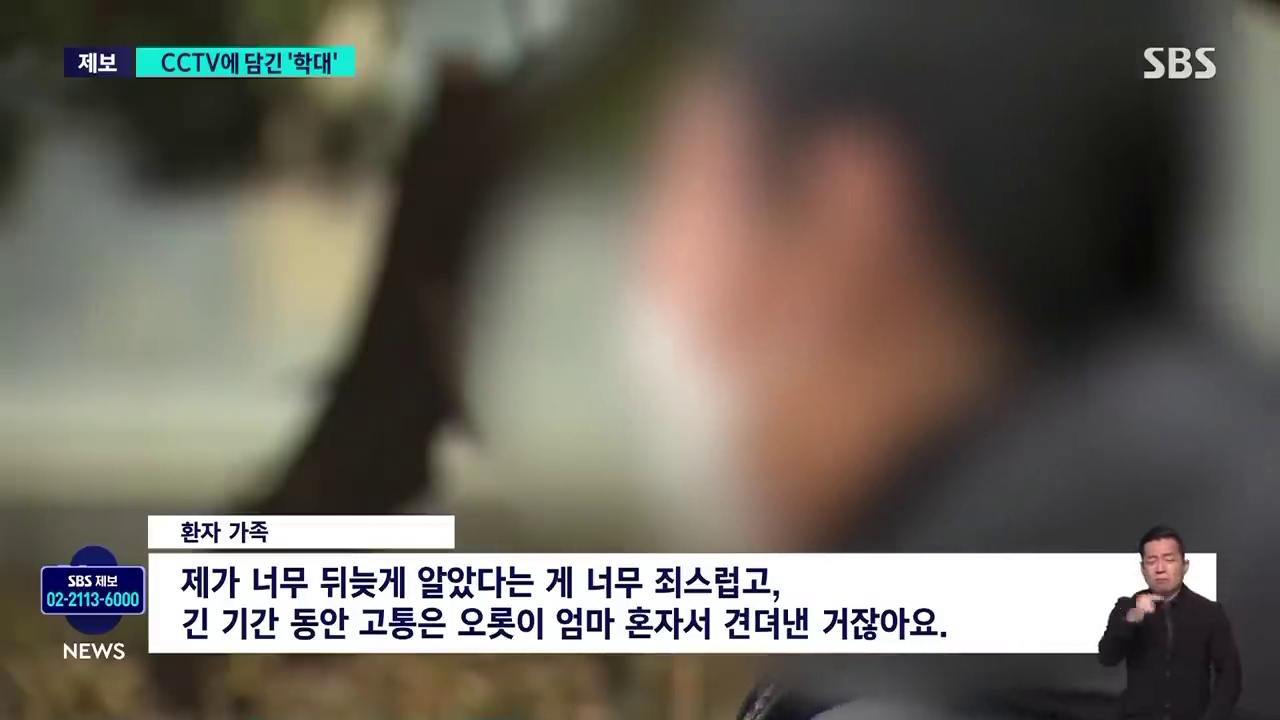 제보 CCTV에 담긴 '학대'
SBS
환자 가족
제가 너무 뒤늦게 알았다는 게 너무 죄스럽고,
긴 기간 동안 고통은 오롯이 엄마 혼자서 견뎌낸 거잖아요.
SBS 제보
02-2113-6000
NEWS